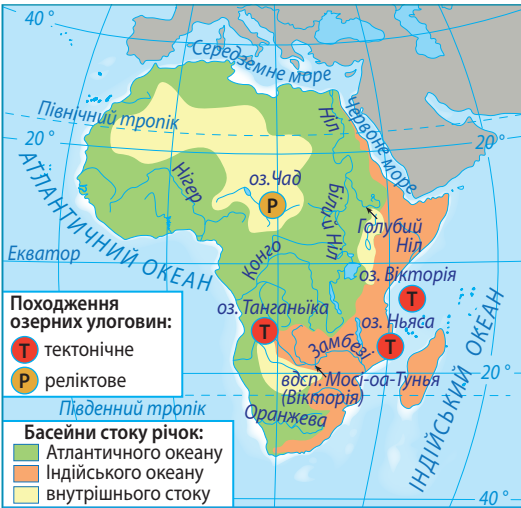 40°
40°
Середземне море
Північний тропік
20°
20°
АТЛАНТИЧНИЙ ОКЕАН
Ніл
Червоне море
Нігер
оз. Чад
Р
Білий Ніл
Голубий
Ніл
Конго
Екватор
оз. Вікторія
Т
оз. Танганьїка
Т
оз. Ньяса
Т
Замбезі
вдсп. Мосі-оа-Тунья
(Вікторія)
20°
Південний тропік
Оранжева
ІНДІЙСЬКИЙ ОКЕАН
40°
Походження
озерних улоговин:
Т тектонічне
Р реліктове
Басейни стоку річок:
Атлантичного океану
Індійського океану
внутрішнього стоку